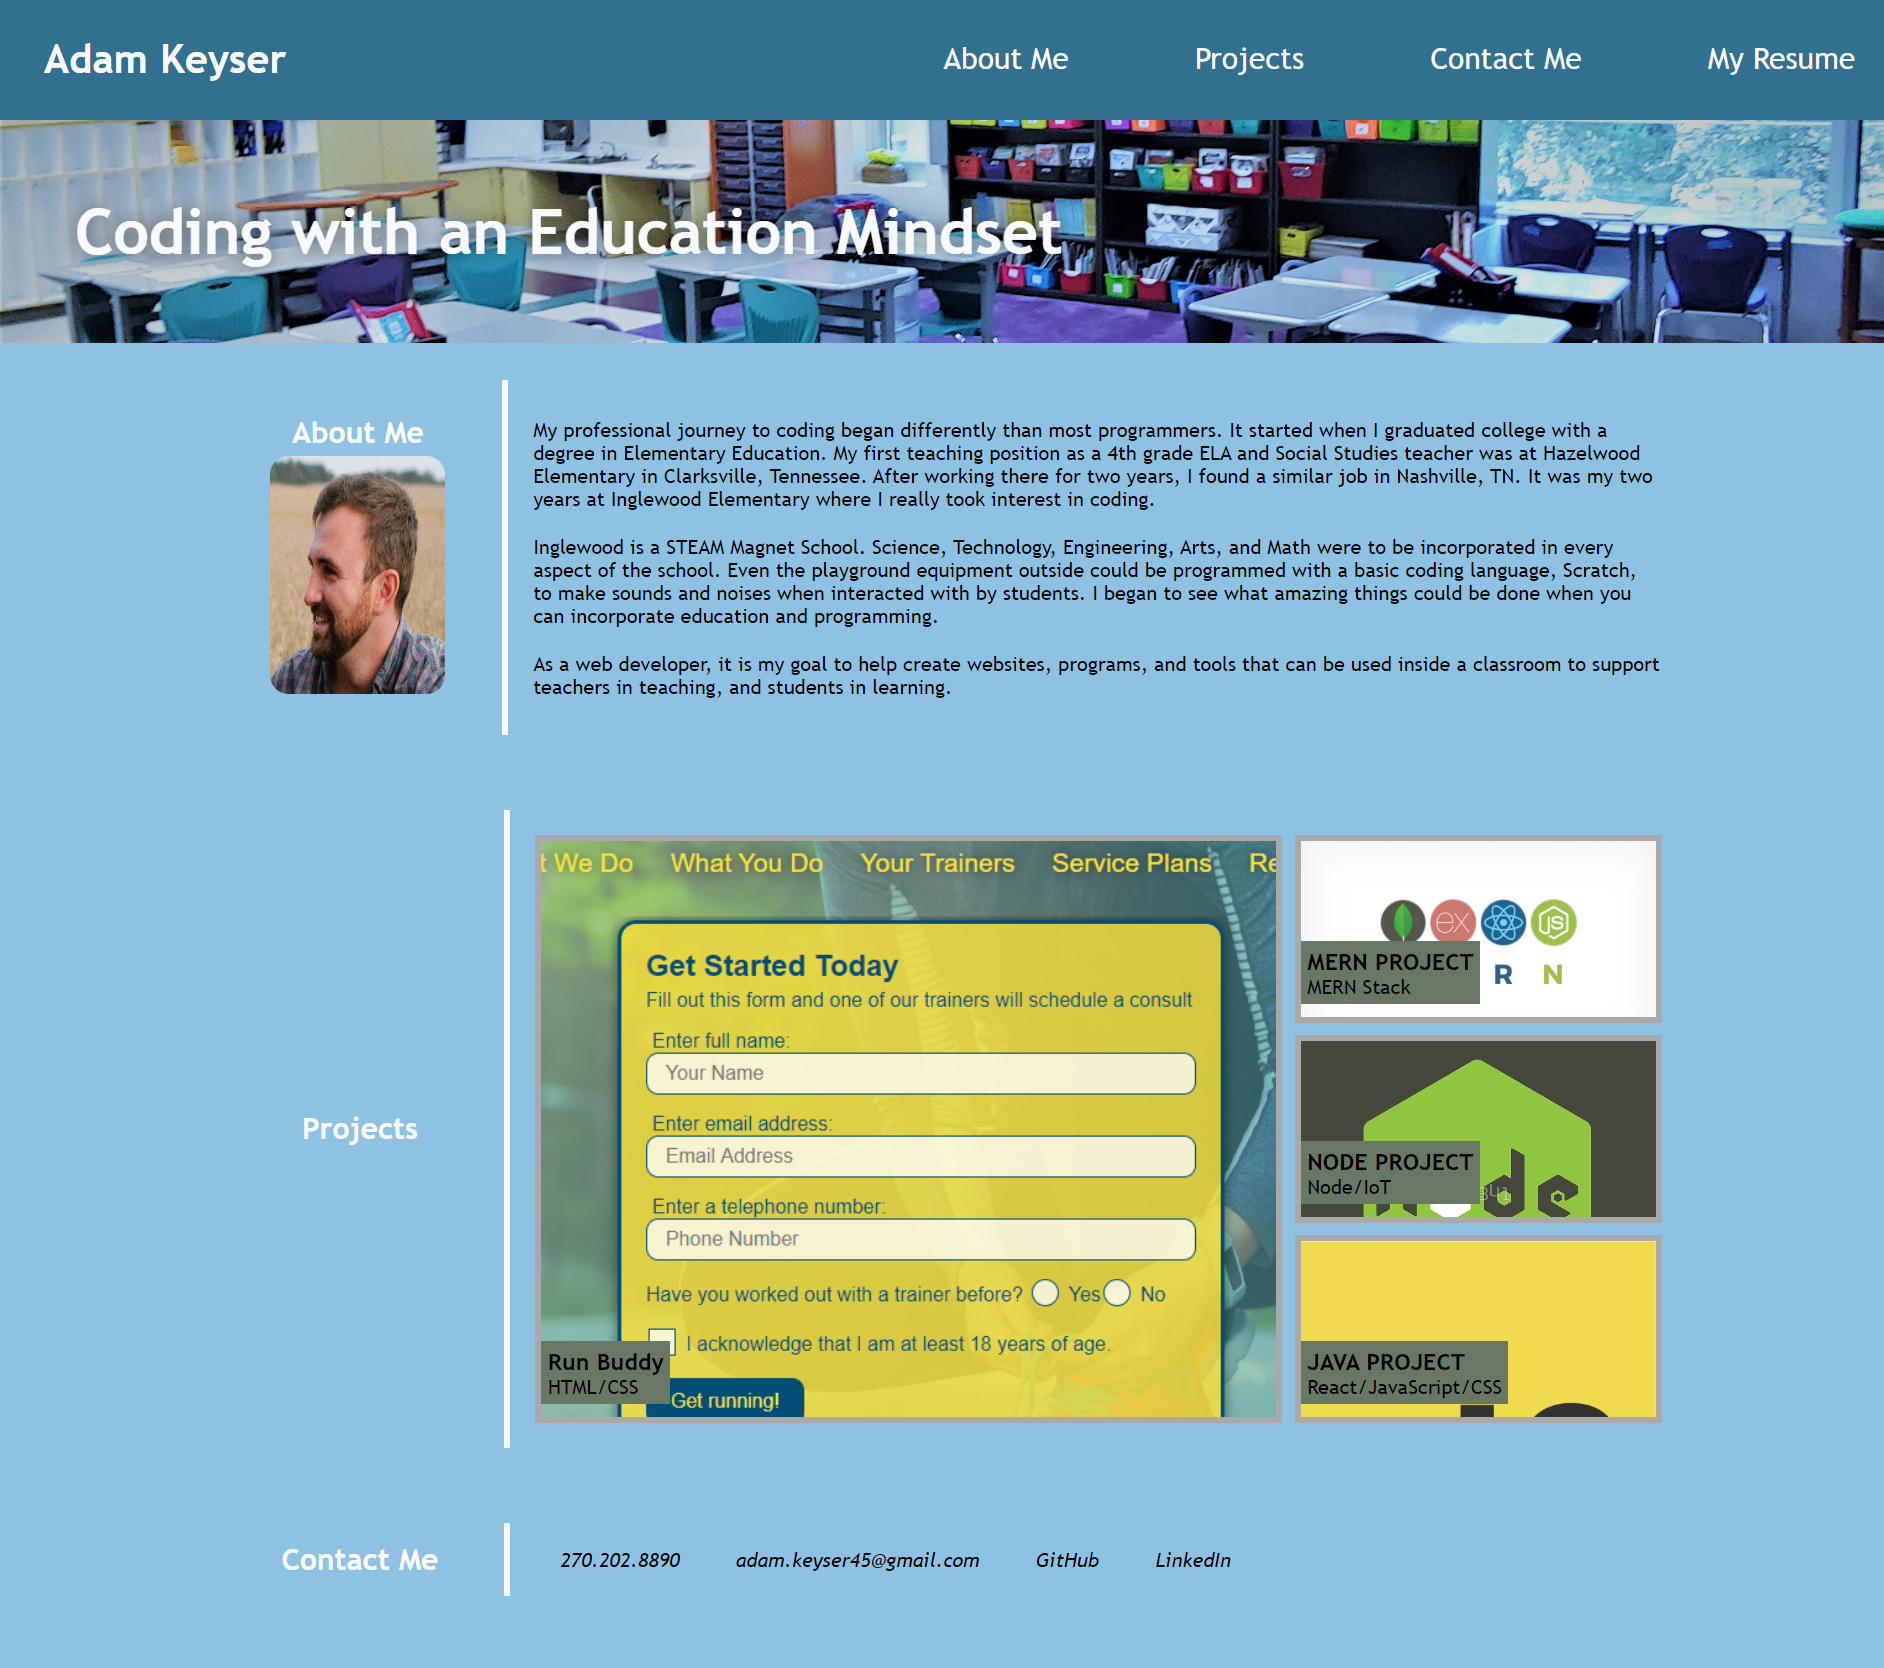 Adam Keyser
About Me
Projects
Contact Me
My Resume
Coding with an Education Mindset
About Me
My professional journey to coding began differently than most programmers. It started when I graduated college with a
degree in Elementary Education. My first teaching position as a 4th grade ELA and Social Studies teacher was at Hazelwood
Elementary in Clarksville, Tennessee. After working there for two years, I found a similar job in Nashville, TN. It was my two
years at Inglewood Elementary where I really took interest in coding.
Inglewood is a STEAM Magnet School. Science, Technology, Engineering, Arts, and Math were to be incorporated in every
aspect of the school. Even the playground equipment outside could be programmed with a basic coding language, Scratch,
to make sounds and noises when interacted with by students. I began to see what amazing things could be done when you
can incorporate education and programming.
As a web developer, it is my goal to help create websites, programs, and tools that can be used inside a classroom to support
teachers in teaching, and students in learning.
Projects
t We Do
What You Do
Your Trainers
Service Plans
Re
Get Started Today
Fill out this form and one of our trainers will schedule a consult
Enter full name:
Your Name
Enter email address:
Email Address
Enter a telephone number:
Phone Number
Have you worked out with a trainer before? Yes No
I acknowledge that I am at least 18 years of age.
Get running!
Run Buddy
HTML/CSS
ex
JS
R N
MERN PROJECT
MERN Stack
de
NODE PROJECT
Node/IoT
JAVA PROJECT
React/JavaScript/CSS
Contact Me
270.202.8890
adam.keyser45@gmail.com
GitHub
LinkedIn